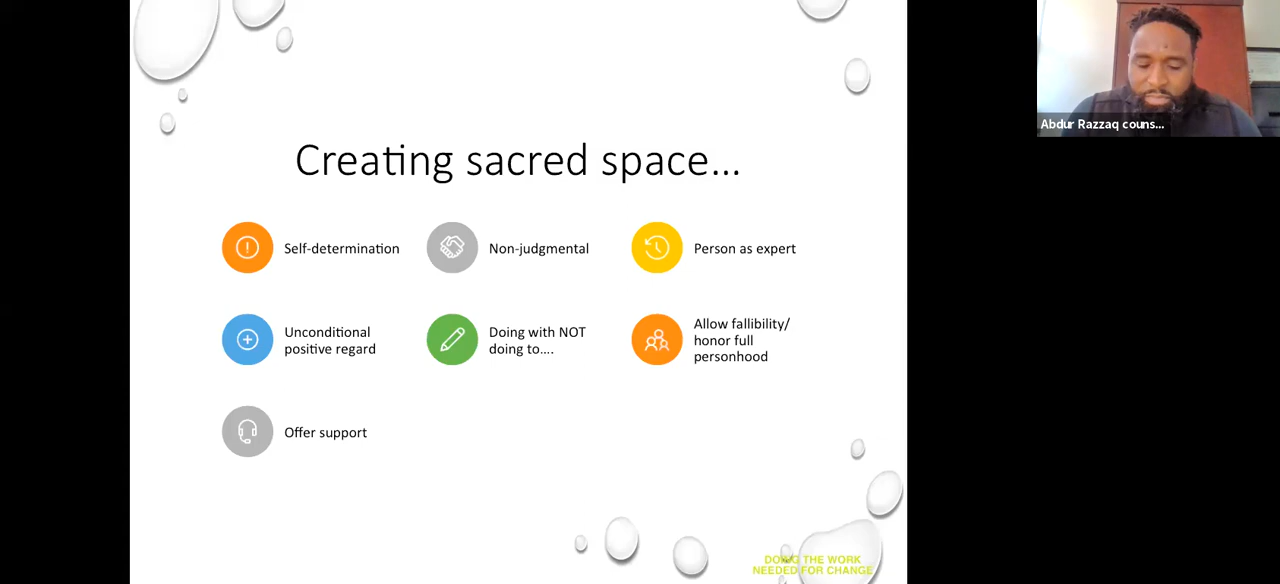 Abdur Razzaq couns...
Creating sacred space...
Self-determination
Non-judgmental
Person as expert
Unconditional
positive regard
Doing with NOT
doing to....
Allow fallibility/
honor full
personhood
Offer support
DOING THE WORK
NEEDED FOR CHANGE